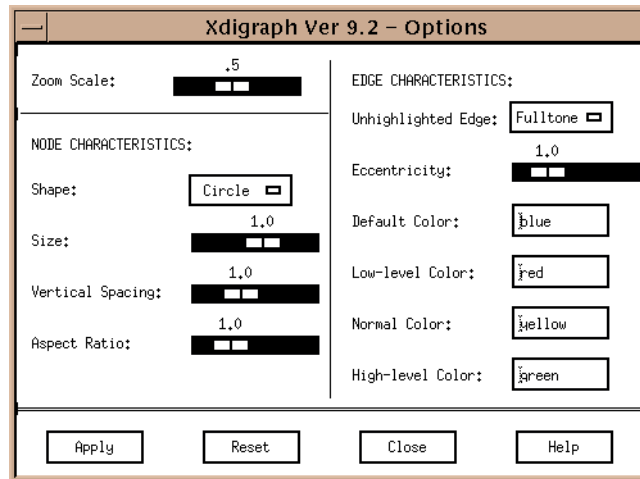 Xdigraph Ver 9.2 - Options
Zoom Scale:
.5
NODE CHARACTERISTICS:
Shape:
Circle
Size:
1.0
Vertical Spacing:
1.0
Aspect Ratio:
1.0
EDGE CHARACTERISTICS:
Unhighlighted Edge:
Fulltone
Eccentricity:
1.0
Default Color:
blue
Low-level Color:
red
Normal Color:
yellow
High-level Color:
green
Apply
Reset
Close
Help